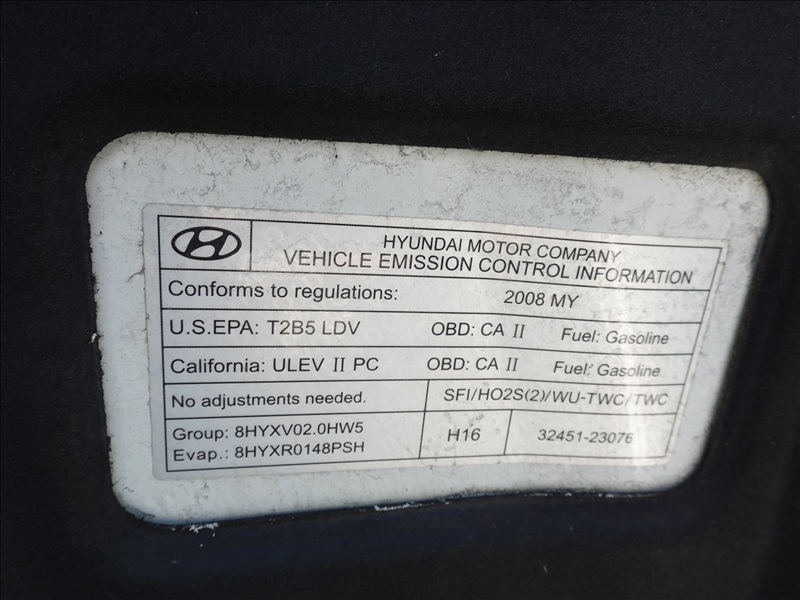 HYUNDAI MOTOR COMPANY
VEHICLE EMISSION CONTROL INFORMATION
Conforms to regulations: 2008 MY
U.S.EPA: T2B5 LDV OBD: CA II Fuel: Gasoline
California: ULEV II PC OBD: CA II Fuel: Gasoline
No adjustments needed. SFI/HO2S(2)/WU-TWC/TWC
Group: 8HYXV02.0HW5
Evap.: 8HYXR0148PSH
H16
32451-23076